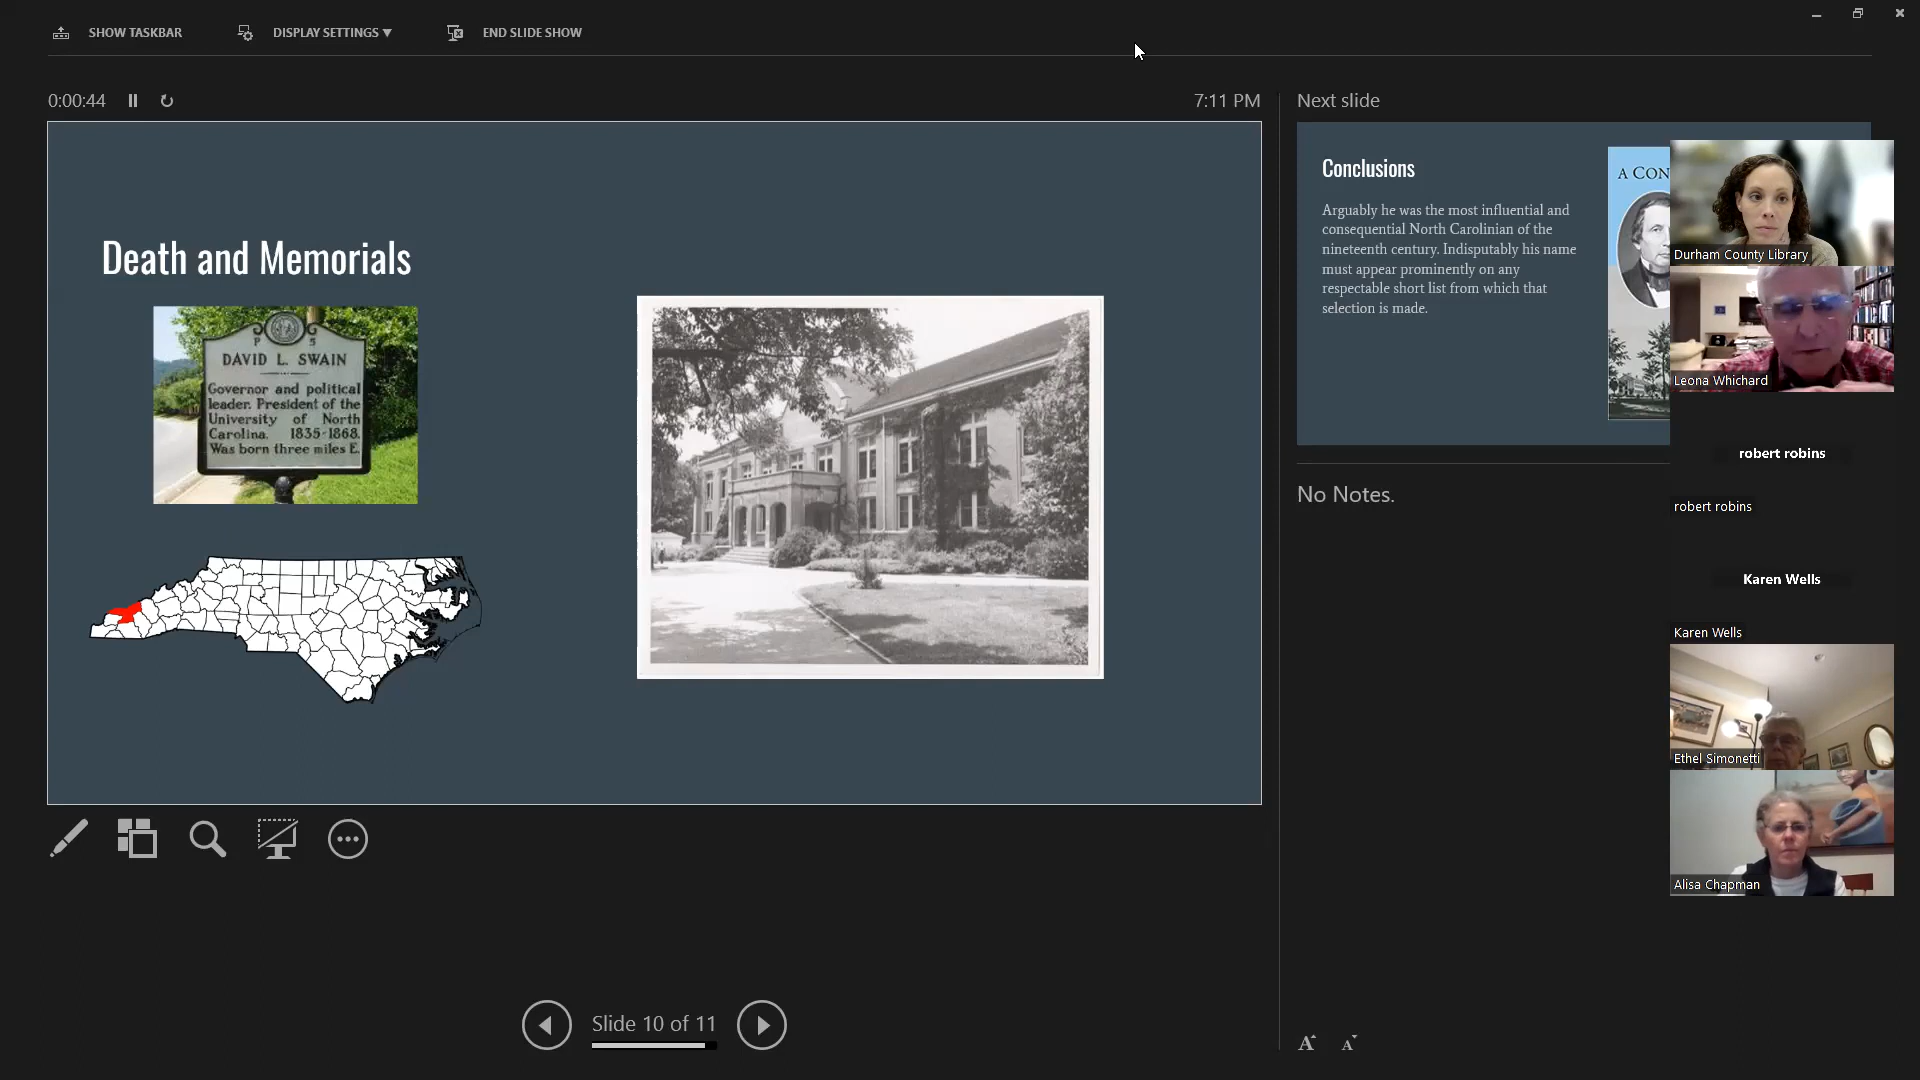 SHOW TASKBAR
DISPLAY SETTINGS ▼
END SLIDE SHOW
0:00:44
7:11 PM
Next slide
Death and Memorials
P 5
DAVID L. SWAIN
Governor and political
leader. President of the
University of North
Carolina. 1835-1868.
Was born three miles E.
Conclusions
Arguably he was the most influential and
consequential North Carolinian of the
nineteenth century. Indisputably his name
must appear prominently on any
respectable short list from which that
selection is made.
A CON
No Notes.
Durham County Library
Leona Whichard
robert robins
robert robins
Karen Wells
Karen Wells
Ethel Simonetti
Alisa Chapman
Slide 10 of 11
A
A